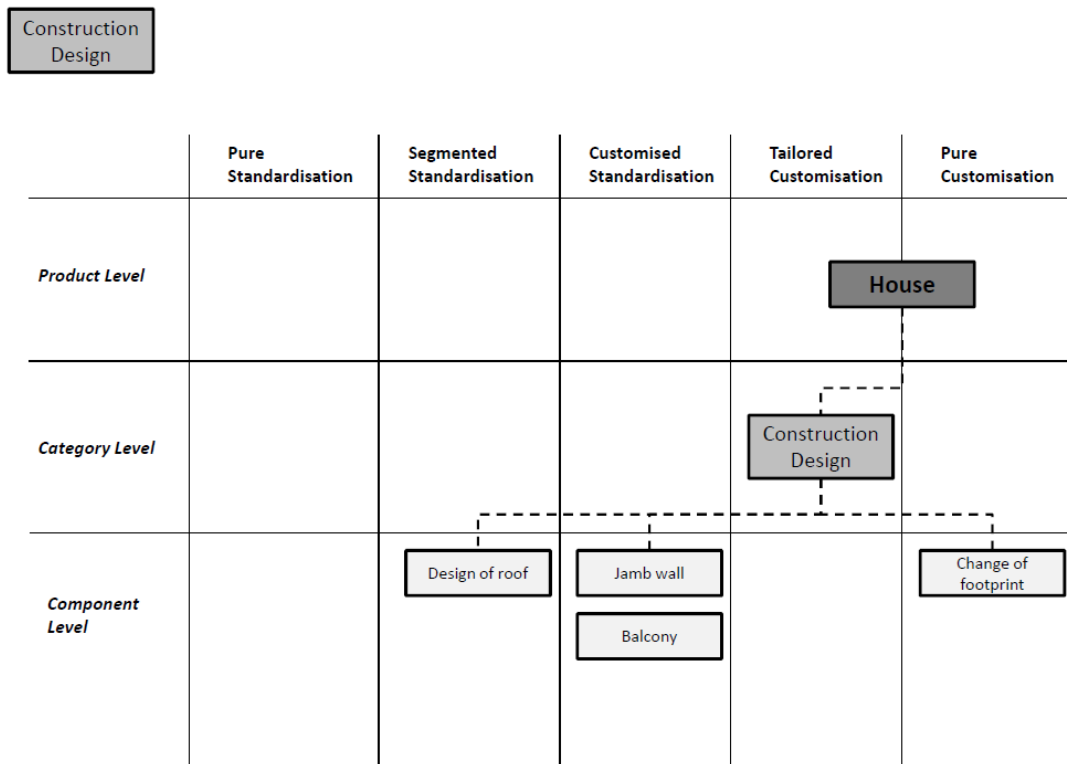 Construction
Design
Pure
Standardisation
Segmented
Standardisation
Customised
Standardisation
Tailored
Customisation
Pure
Customisation
Product Level
House
Category Level
Construction
Design
Component
Level
Design of roof
Jamb wall
Change of
footprint
Balcony